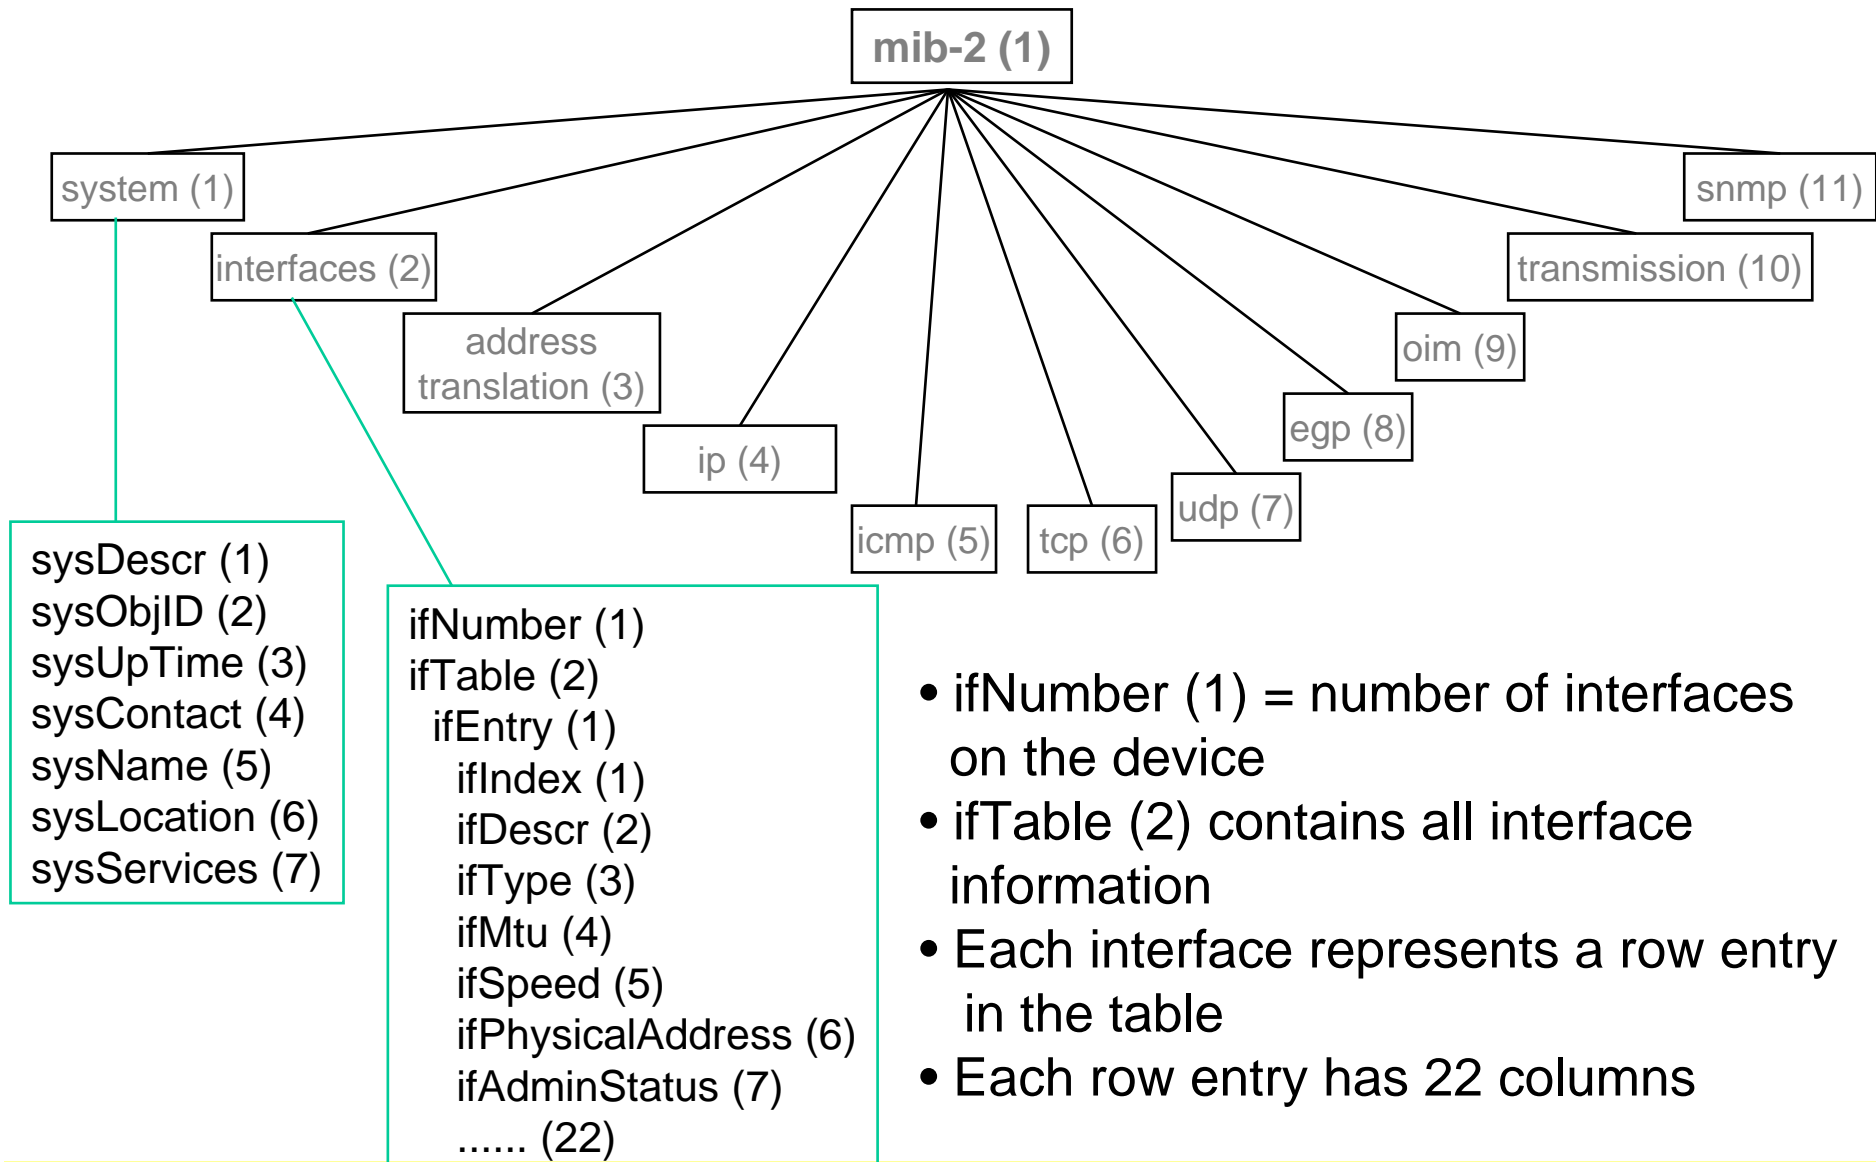 mib-2 (1)
system (1)
snmp (11)
interfaces (2)
transmission (10)
address
translation (3)
oim (9)
ip (4)
egp (8)
icmp (5)
tcp (6)
udp (7)
sysDescr (1)
sysObjID (2)
sysUpTime (3)
sysContact (4)
sysName (5)
sysLocation (6)
sysServices (7)
ifNumber (1)
ifTable (2)
ifEntry (1)
ifIndex (1)
ifDescr (2)
ifType (3)
ifMtu (4)
ifSpeed (5)
ifPhysicalAddress (6)
ifAdminStatus (7)
...... (22)
• ifNumber (1) = number of interfaces
on the device
• ifTable (2) contains all interface
information
• Each interface represents a row entry
in the table
• Each row entry has 22 columns